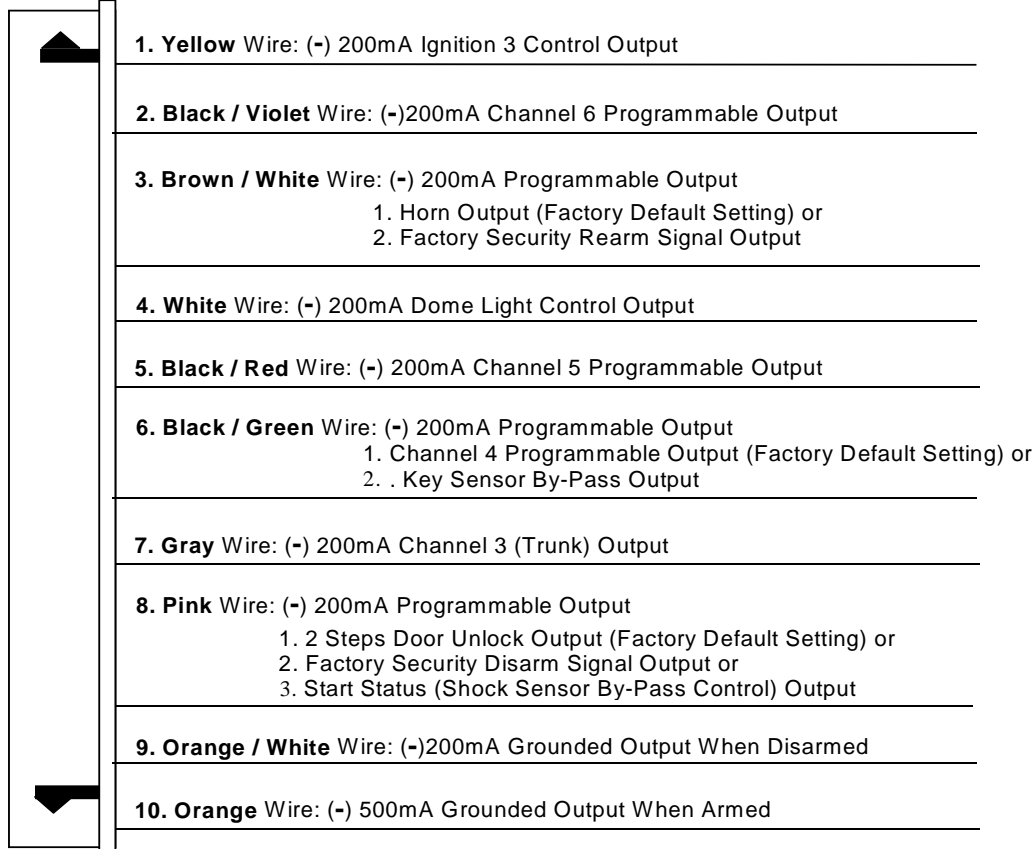 1. Yellow Wire: (-) 200mA Ignition 3 Control Output
2. Black / Violet Wire: (-)200mA Channel 6 Programmable Output
3. Brown / White Wire: (-) 200mA Programmable Output
1. Horn Output (Factory Default Setting) or
2. Factory Security Rearm Signal Output
4. White Wire: (-) 200mA Dome Light Control Output
5. Black / Red Wire: (-) 200mA Channel 5 Programmable Output
6. Black / Green Wire: (-) 200mA Programmable Output
1. Channel 4 Programmable Output (Factory Default Setting) or
2. . Key Sensor By-Pass Output
7. Gray Wire: (-) 200mA Channel 3 (Trunk) Output
8. Pink Wire: (-) 200mA Programmable Output
1. 2 Steps Door Unlock Output (Factory Default Setting) or
2. Factory Security Disarm Signal Output or
3. Start Status (Shock Sensor By-Pass Control) Output
9. Orange / White Wire: (-)200mA Grounded Output When Disarmed
10. Orange Wire: (-) 500mA Grounded Output When Armed